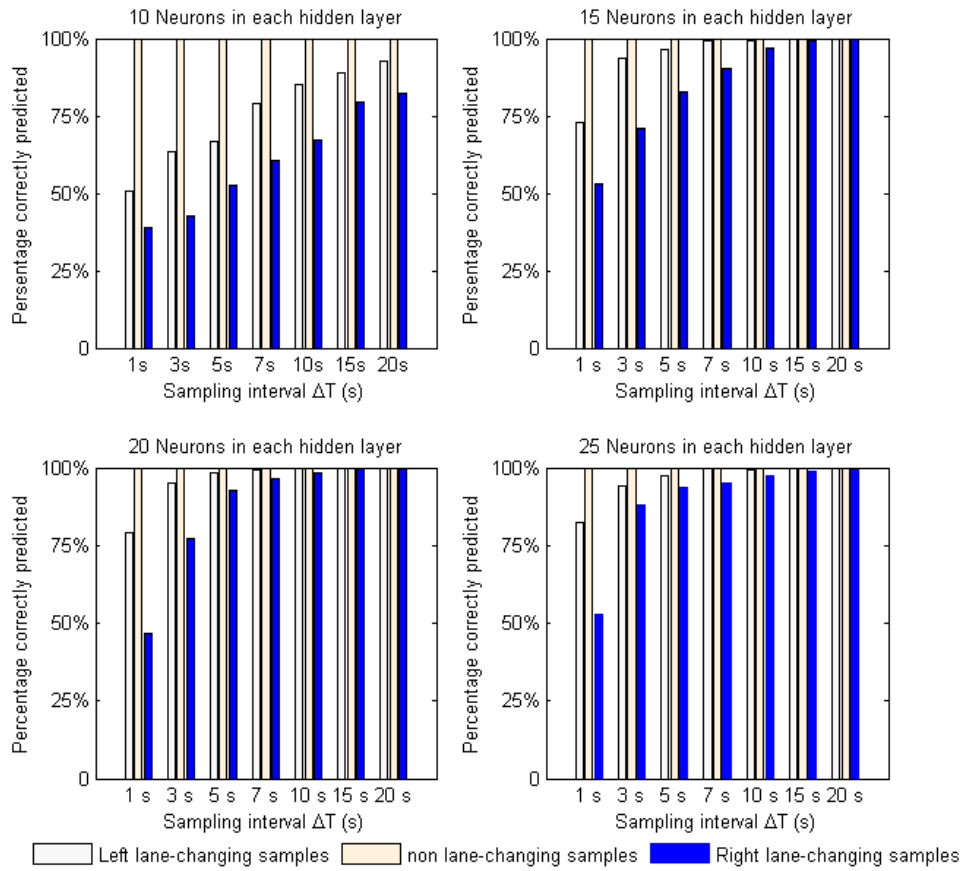 10 Neurons in each hidden layer
Persentage correctly predicted
100%
75%
50%
25%
0
1s 3s 5s 7s 10s 15s 20s
Sampling interval ΔT (s)
15 Neurons in each hidden layer
Persentage correctly predicted
100%
75%
50%
25%
0
1 s 3 s 5 s 7 s 10 s 15 s 20 s
Sampling interval ΔT (s)
20 Neurons in each hidden layer
Percentage correctly predicted
100%
75%
50%
25%
0
1 s 3 s 5 s 7 s 10 s 15 s 20 s
Sampling interval ΔT (s)
25 Neurons in each hidden layer
Percentage correctly predicted
100%
75%
50%
25%
0
1 s 3 s 5 s 7 s 10 s 15 s 20 s
Sampling interval ΔT (s)
Left lane-changing samples non lane-changing samples Right lane-changing samples